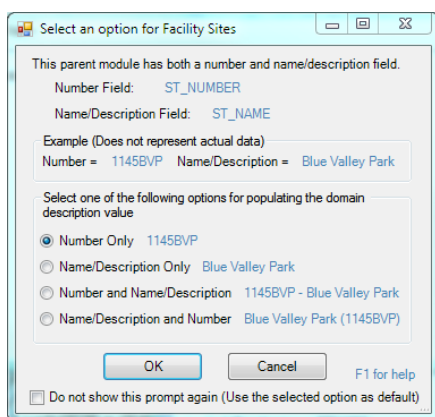 Select an option for Facility Sites
This parent module has both a number and name/description field.
Number Field: ST_NUMBER
Name/Description Field: ST_NAME
Example (Does not represent actual data)
Number = 1145BVP Name/Description = Blue Valley Park
Select one of the following options for populating the domain
description value
Number Only 1145BVP
Name/Description Only Blue Valley Park
Number and Name/Description 1145BVP - Blue Valley Park
Name/Description and Number Blue Valley Park (1145BVP)
OK Cancel F1 for help
Do not show this prompt again (Use the selected option as default)